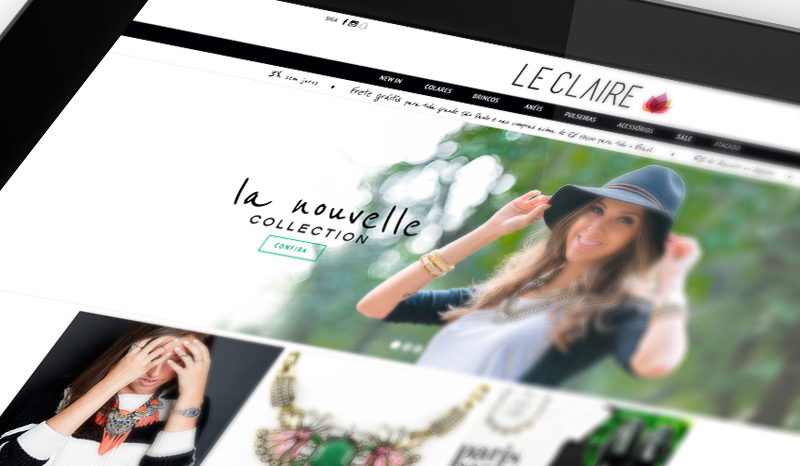 SIGA
LE CLAIRE
NEW IN COLARES BRINCOS ANÉIS PULSEIRAS ACESSÓRIOS SALE ATACADO
3X sem juros • Frete grátis para toda grande São Paulo e nas compras acima de para todo o Brasil
la nouvelle
COLLECTION
CONFIRA
paris